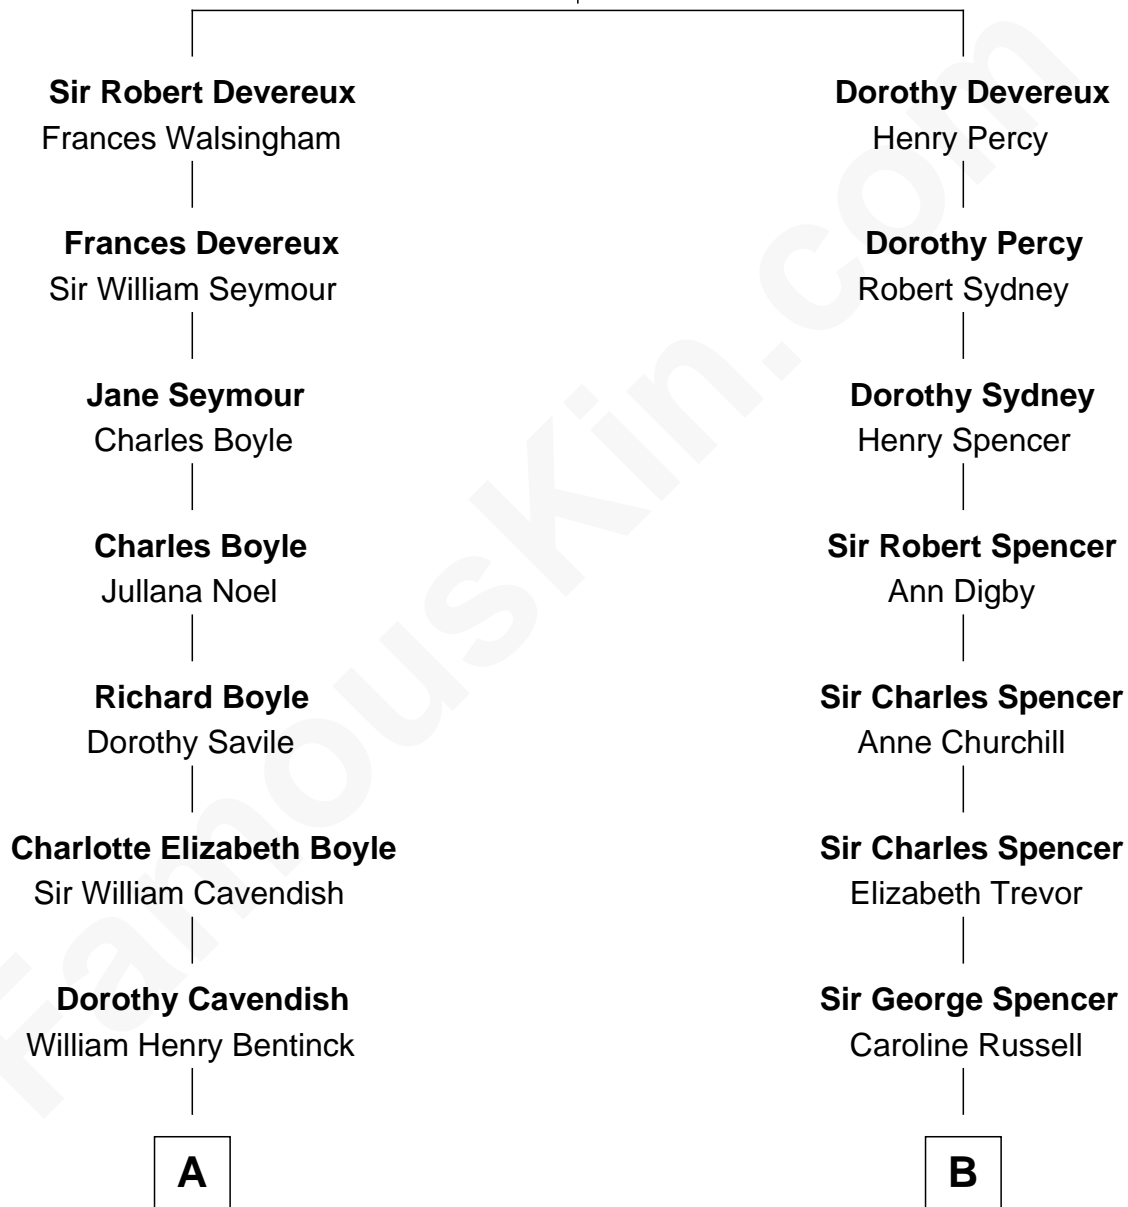 Sir Robert Devereux
Frances Walsingham
Frances Devereux
Sir William Seymour
Jane Seymour
Charles Boyle
Charles Boyle
Jullana Noel
Richard Boyle
Dorothy Savile
Charlotte Elizabeth Boyle
Sir William Cavendish
Dorothy Cavendish
William Henry Bentinck
A
Dorothy Devereux
Henry Percy
Dorothy Percy
Robert Sydney
Dorothy Sydney
Henry Spencer
Sir Robert Spencer
Ann Digby
Sir Charles Spencer
Anne Churchill
Sir Charles Spencer
Elizabeth Trevor
Sir George Spencer
Caroline Russell
B
FamousKin.com